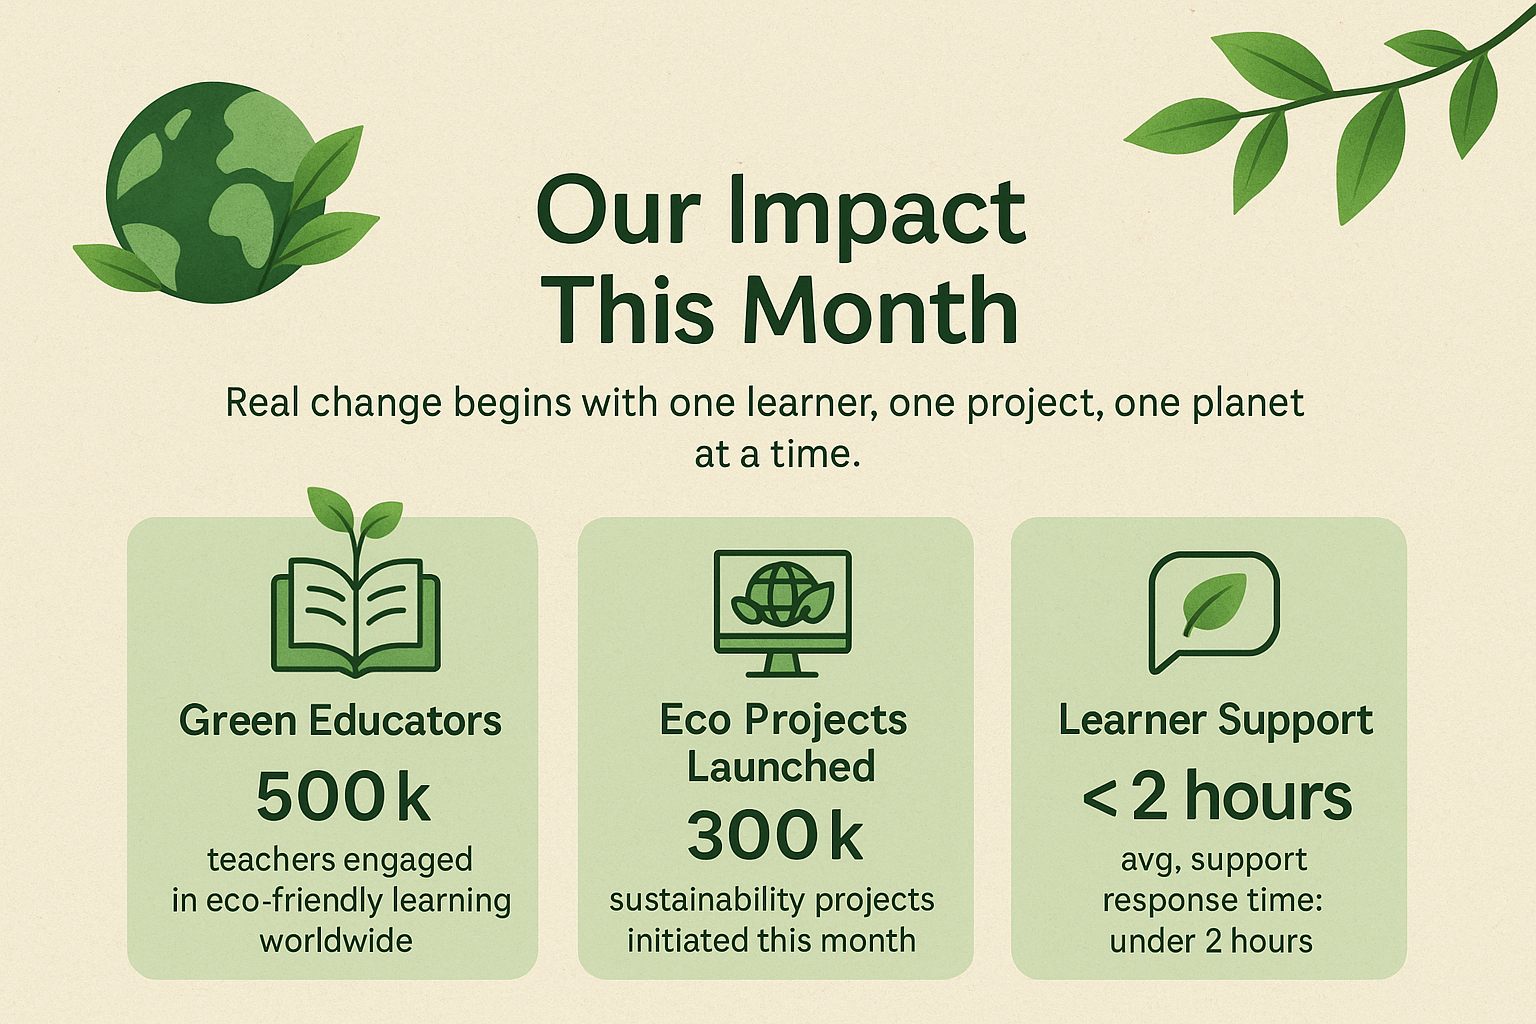 Our Impact
This Month
Real change begins with one learner, one project, one planet
at a time.
Green Educators
500k
teachers engaged
in eco-friendly learning
worldwide
Eco Projects
Launched
300k
sustainability projects
initiated this month
Learner Support
< 2 hours
avg, support
response time:
under 2 hours